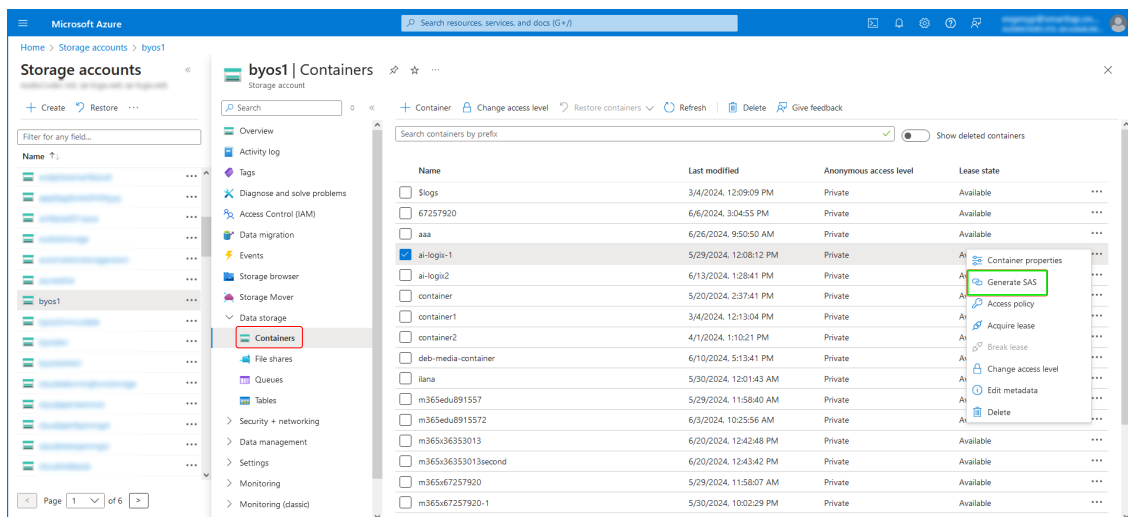 Microsoft Azure
Search resources, services, and docs (G+/)
Home > Storage accounts > byos1
Storage accounts
byos1 | Containers
Storage account
Create Restore
Search
Container Change access level Restore containers Refresh Delete Give feedback
Filter for any field...
Name
byos1
Page 1 of 6
Overview
Activity log
Tags
Diagnose and solve problems
Access Control (IAM)
Data migration
Events
Storage browser
Storage Mover
Data storage
Containers
File shares
Queues
Tables
Security + networking
Data management
Settings
Monitoring
Monitoring (classic)
Search containers by prefix
Show deleted containers
Name Last modified Anonymous access level Lease state
$logs 3/4/2024, 12:09:09 PM Private Available
67257920 6/6/2024, 3:04:55 PM Private Available
aaa 6/26/2024, 9:50:50 AM Private Available
ai-logix-1 5/29/2024, 12:08:12 PM Private
ai-logix2 6/13/2024, 1:28:41 PM Private
container 5/20/2024, 2:37:41 PM Private
container1 3/4/2024, 12:13:04 PM Private
container2 4/1/2024, 1:10:21 PM Private
deb-media-container 6/10/2024, 5:13:41 PM Private
ilana 5/30/2024, 12:01:43 AM Private
m365edu891557 5/29/2024, 11:58:40 AM Private
m365edu8915572 6/3/2024, 10:25:56 AM Private
m365x36353013 6/20/2024, 12:42:48 PM Private Available
m365x36353013second 6/20/2024, 12:43:42 PM Private Available
m365x67257920 5/29/2024, 11:58:07 AM Private Available
m365x67257920-1 5/30/2024, 10:02:29 PM Private Available
Container properties
Generate SAS
Access policy
Acquire lease
Break lease
Change access level
Edit metadata
Delete